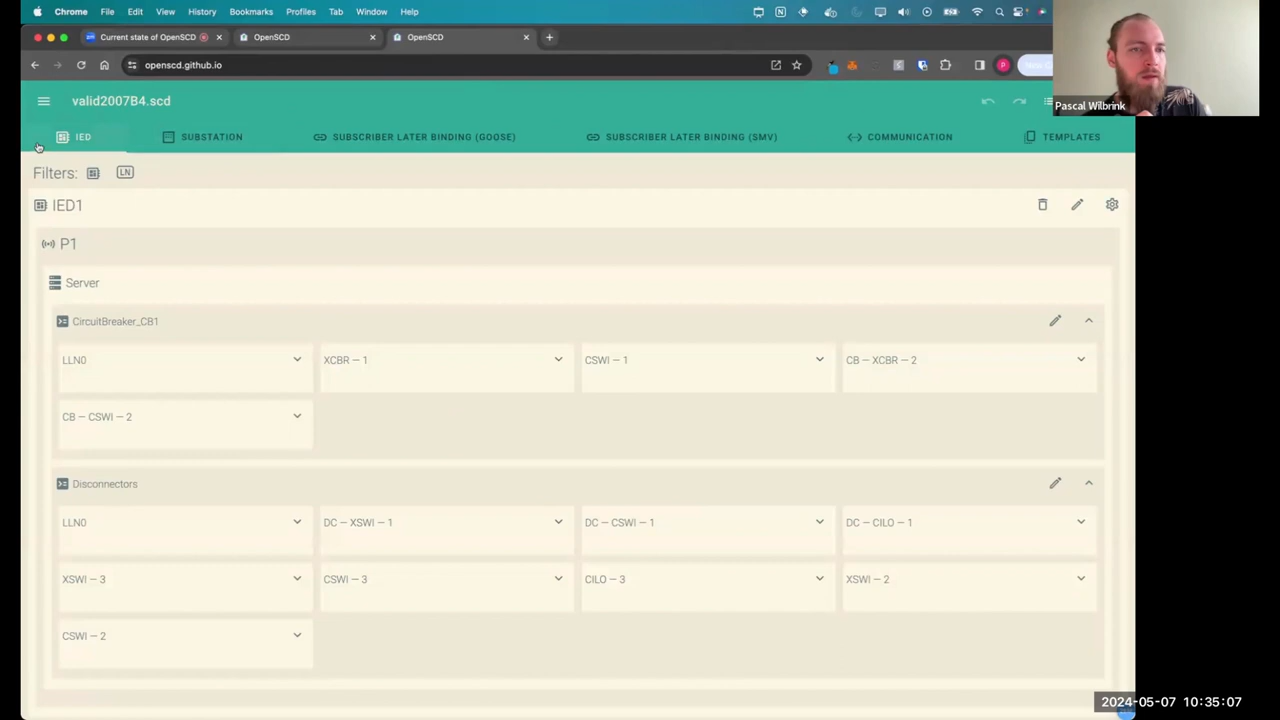 Chrome File Edit View History Bookmarks Profiles Tab Window Help
Current state of OpenSCD OpenSCD OpenSCD
openscd.github.io
Pascal Wilbrink
valid2007B4.scd
IED SUBSTATION SUBSCRIBER LATER BINDING (GOOSE) SUBSCRIBER LATER BINDING (SMV) COMMUNICATION TEMPLATES
Filters: LN
IED1
P1
Server
CircuitBreaker_CB1
LLN0 XCBR — 1 CSWI — 1 CB — XCBR — 2
CB — CSWI — 2
Disconnectors
LLN0 DC — XSWI — 1 DC — CSWI — 1 DC — CILO — 1
XSWI — 3 CSWI — 3 CILO — 3 XSWI — 2
CSWI — 2
2024-05-07 10:35:07